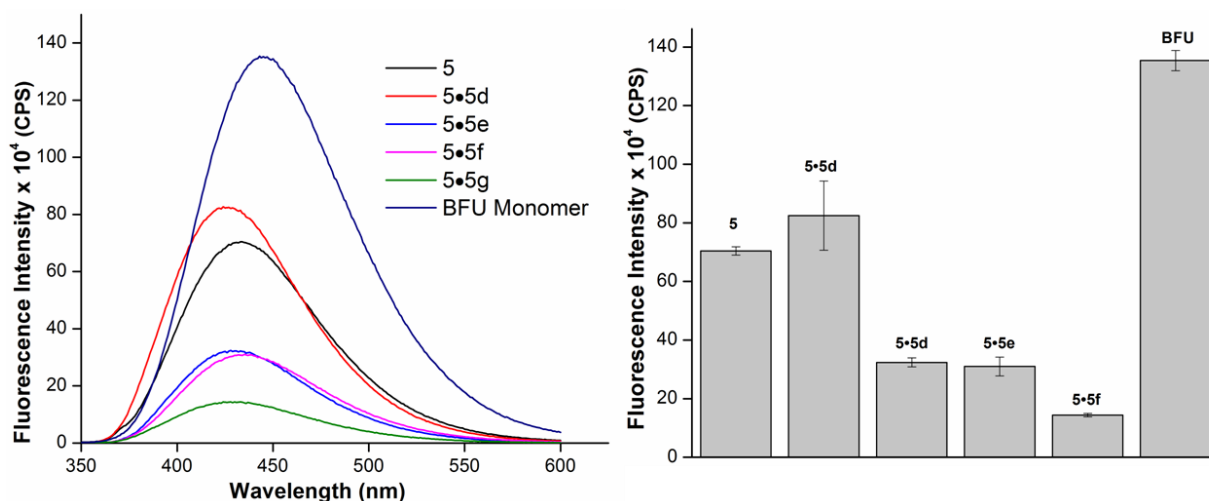 Fluorescence Intensity x 10⁴ (CPS)
140
120
100
80
60
40
20
0
350
400
450
500
550
600
Wavelength (nm)
5
5•5d
5•5e
5•5f
5•5g
BFU Monomer
Fluorescence Intensity x 10⁴ (CPS)
140
120
100
80
60
40
20
0
5
5•5d
5•5d
5•5e
5•5f
BFU